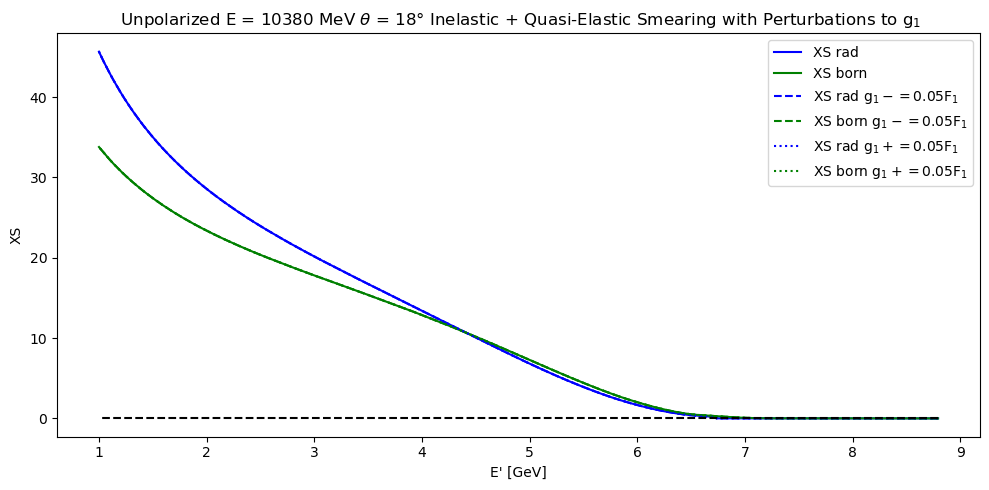 Unpolarized E = 10380 MeV θ = 18° Inelastic + Quasi-Elastic Smearing with Perturbations to g₁
XS rad
XS born
XS rad g₁ − = 0.05F₁
XS born g₁ − = 0.05F₁
XS rad g₁ + = 0.05F₁
XS born g₁ + = 0.05F₁
XS
40
30
20
10
0
1 2 3 4 5 6 7 8 9
E' [GeV]